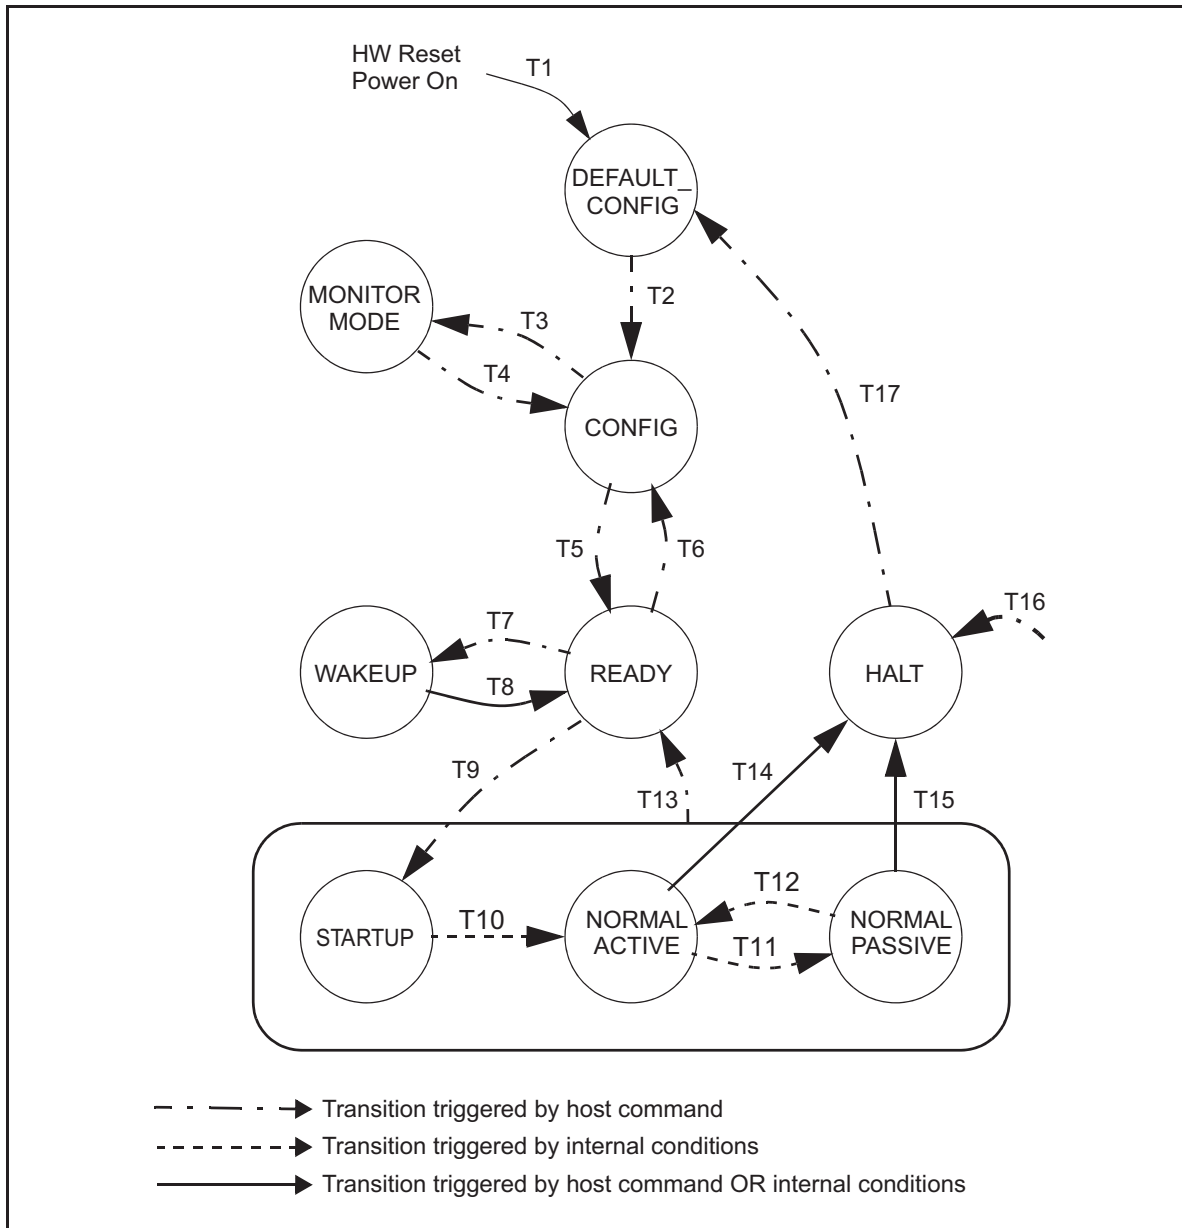 HW Reset
Power On
T1
DEFAULT_
CONFIG
T2
MONITOR
MODE
T3
T4
CONFIG
T17
T5
T6
T16
WAKEUP
T7
T8
READY
HALT
T9
T13
T14
T15
STARTUP
T10
NORMAL
ACTIVE
T12
T11
NORMAL
PASSIVE
Transition triggered by host command
Transition triggered by internal conditions
Transition triggered by host command OR internal conditions